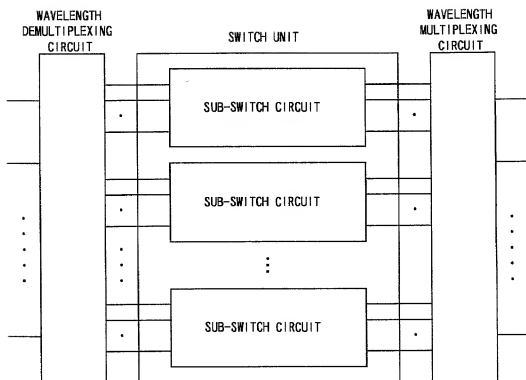 WAVELENGTH
DEMULTIPLEXING
CIRCUIT
SWITCH UNIT
WAVELENGTH
MULTIPLEXING
CIRCUIT
SUB-SWITCH CIRCUIT
SUB-SWITCH CIRCUIT
SUB-SWITCH CIRCUIT